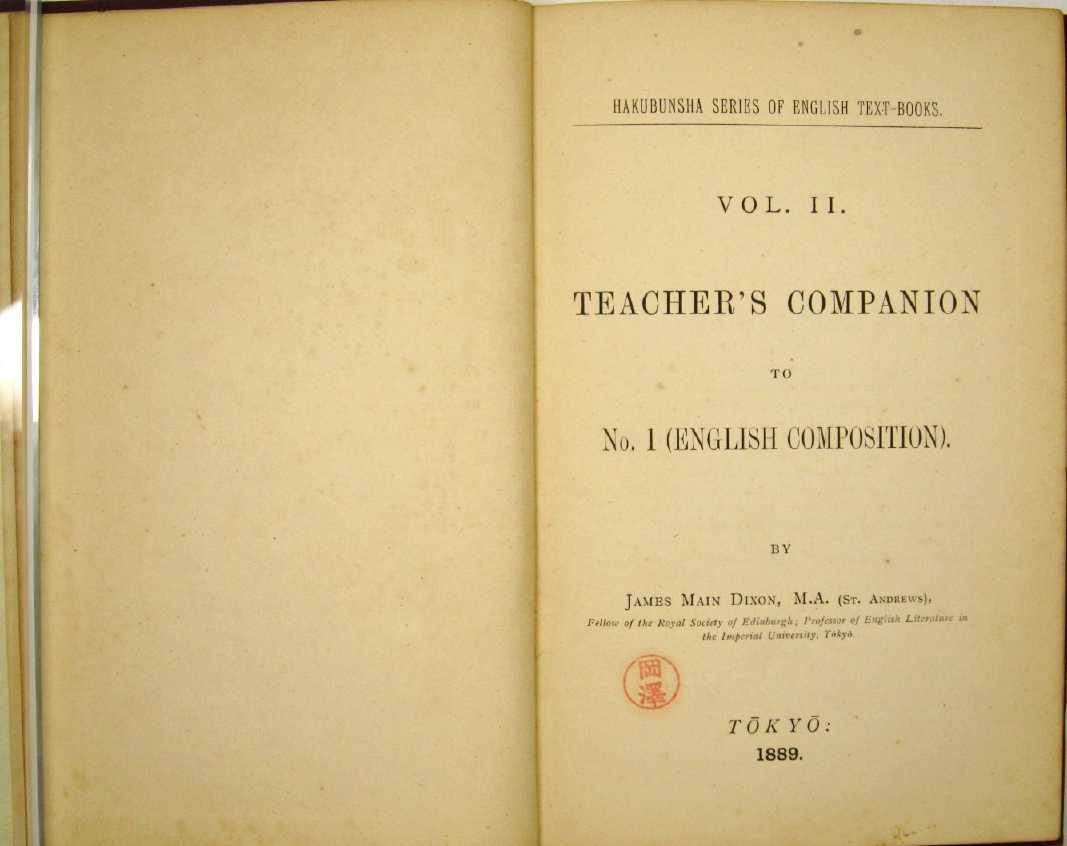 HAKUBUNSHA SERIES OF ENGLISH TEXT-BOOKS.
VOL. II.
TEACHER'S COMPANION
TO
No. 1 (ENGLISH COMPOSITION).
BY
JAMES MAIN DIXON, M.A. (ST. ANDREWS),
Fellow of the Royal Society of Edinburgh; Professor of English Literature in
the Imperial University, Tōkyō.
岡
澤
TŌKYŌ:
1889.